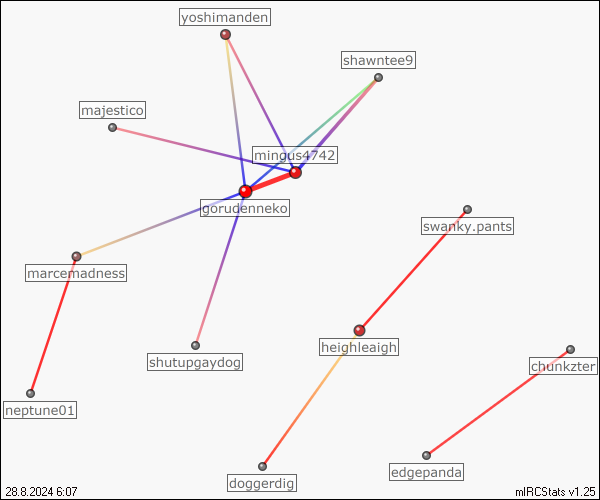 yoshimanden
shawntee9
majestico
mingus4742
gorudenneko
swanky.pants
marcemadness
heighleaigh
shutupgaydog
chunkzter
neptune01
edgepanda
doggerdig
28.8.2024 6:07
mIRCStats v1.25